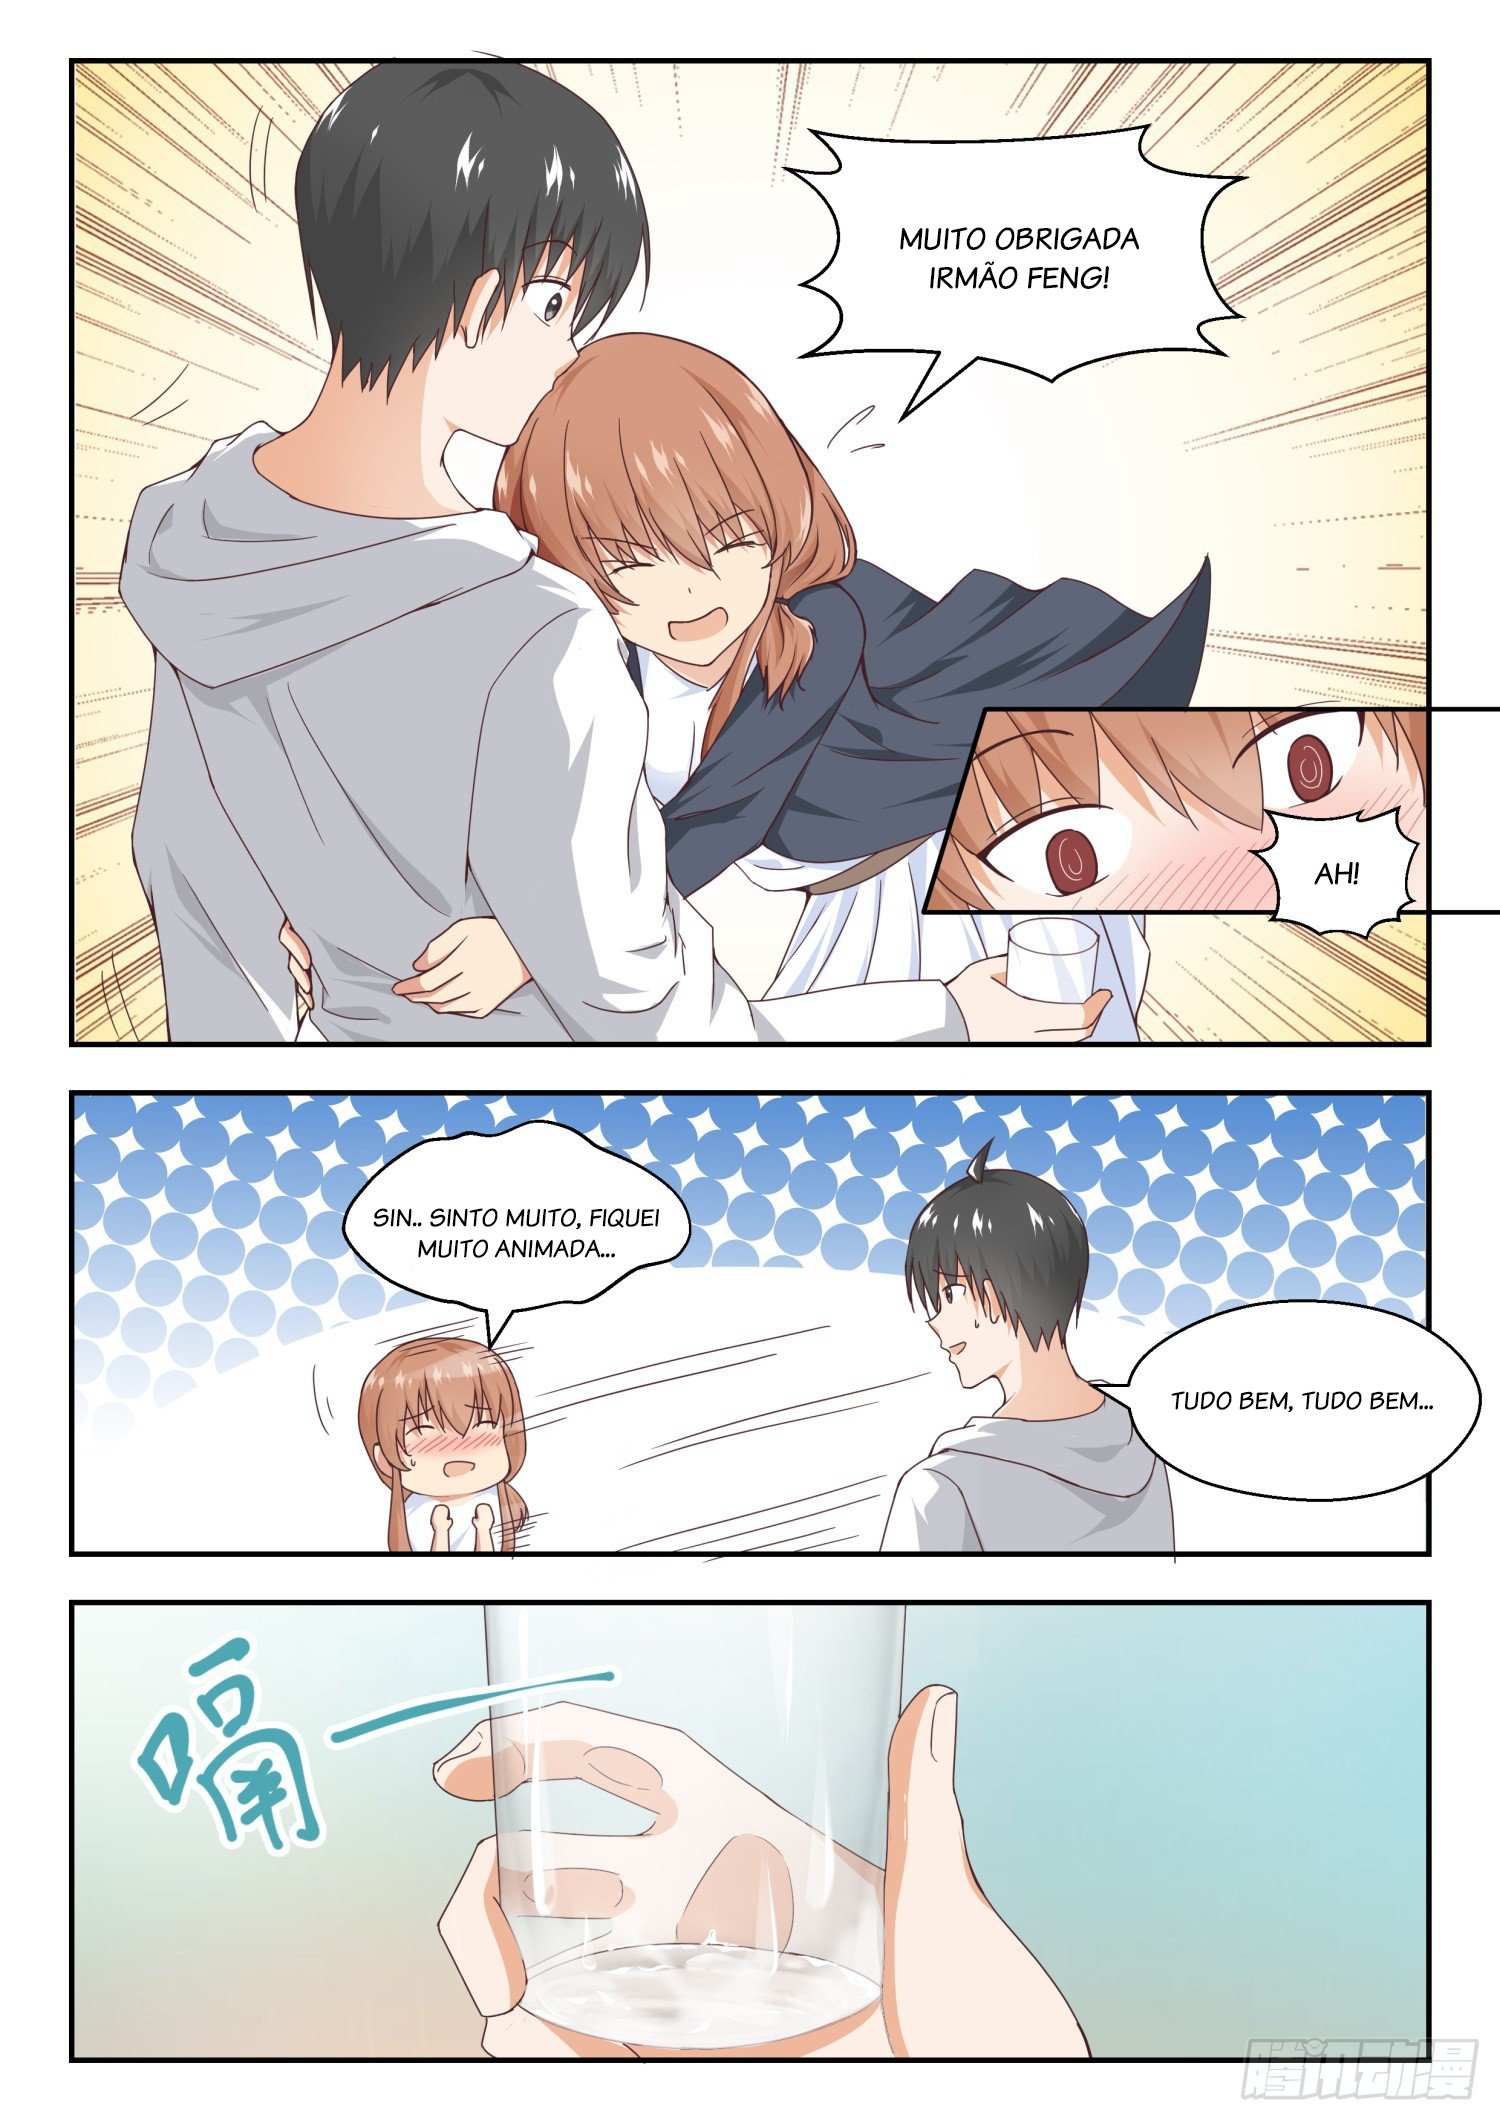 MUITO OBRIGADA
IRMÃO FENG!
AH!
SIN.. SINTO MUITO, FIQUEI
MUITO ANIMADA...
TUDO BEM, TUDO BEM...
嗝一
腾讯动漫